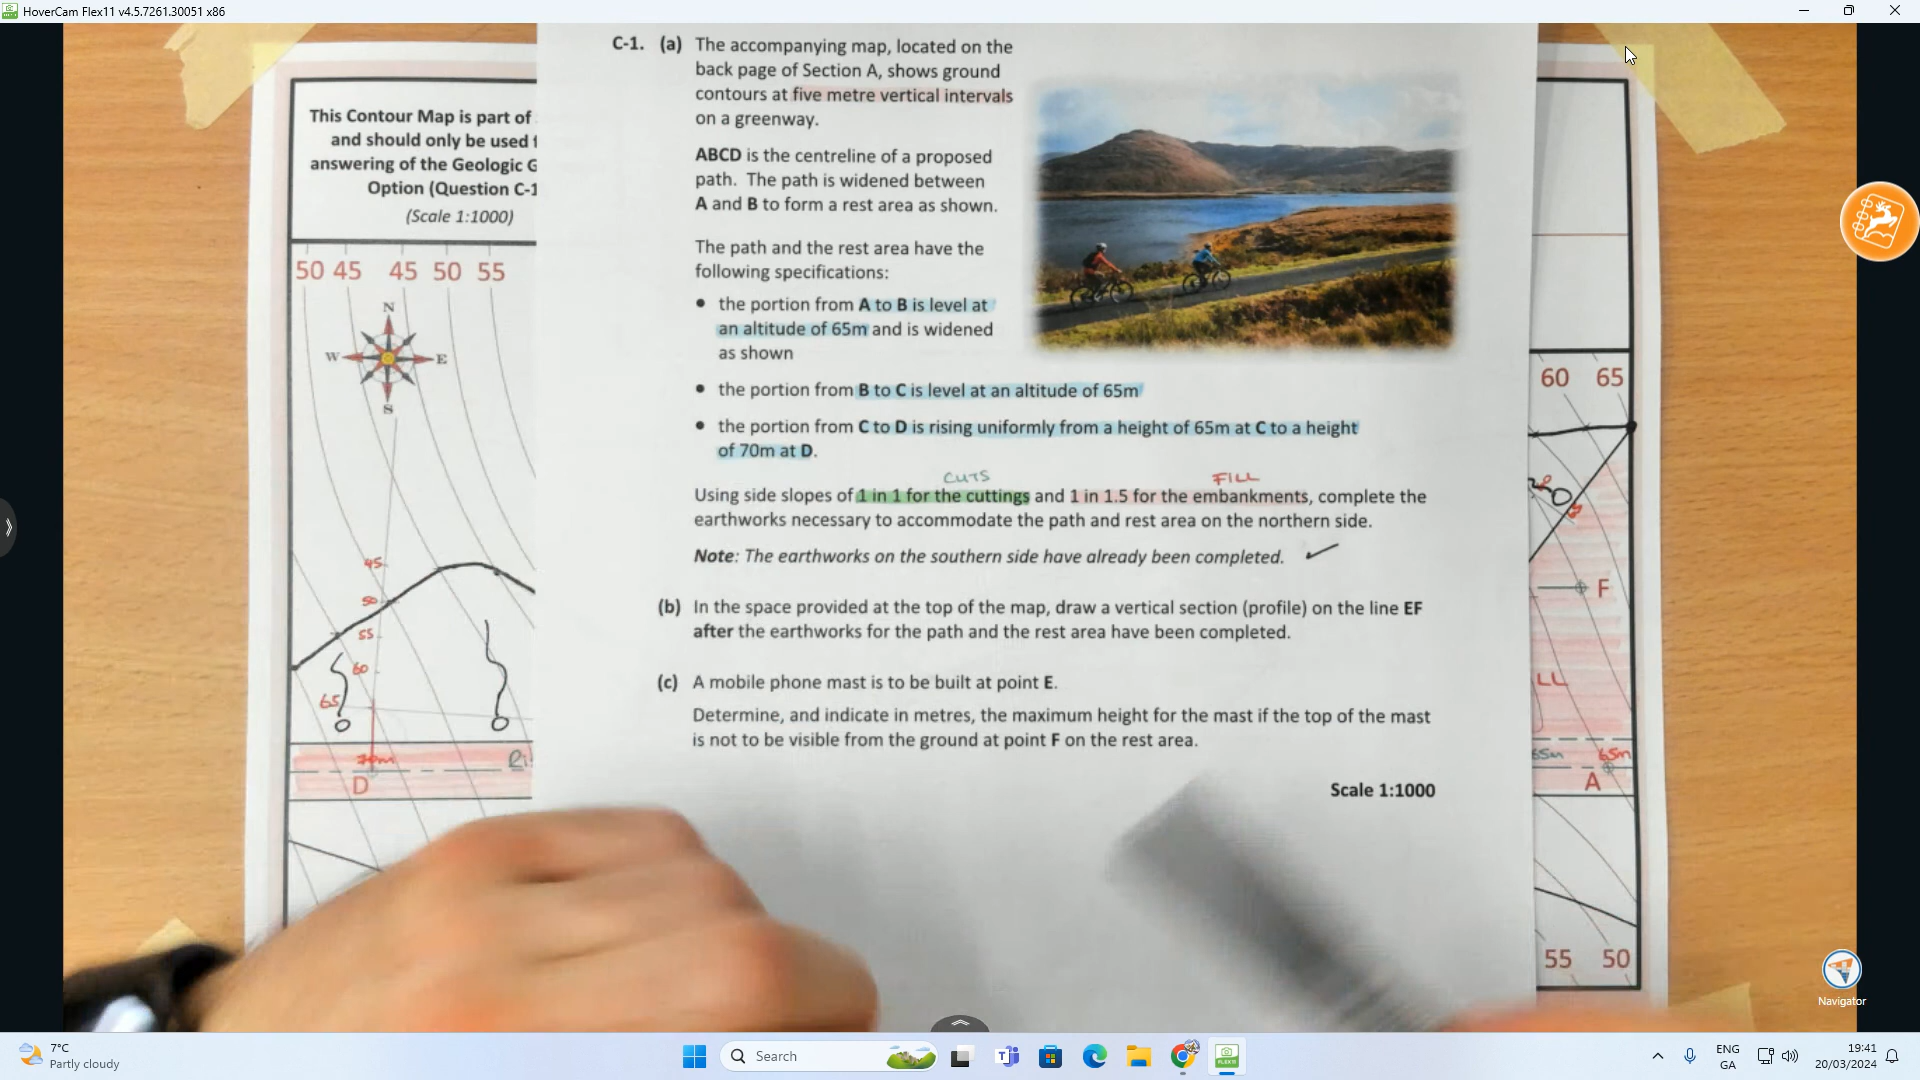 HoverCam Flex11 v4.5.7261.30051 x86
This Contour Map is part of
and should only be used
answering of the Geologic G
Option (Question C-1
(Scale 1:1000)
50 45 45 50 55
N
W E
S
45
50
55
60
65
70m
D
C-1. (a) The accompanying map, located on the
back page of Section A, shows ground
contours at five metre vertical intervals
on a greenway.
ABCD is the centreline of a proposed
path. The path is widened between
A and B to form a rest area as shown.
The path and the rest area have the
following specifications:
• the portion from A to B is level at
an altitude of 65m and is widened
as shown
• the portion from B to C is level at an altitude of 65m
• the portion from C to D is rising uniformly from a height of 65m at C to a height
of 70m at D.
CUTS FILL
Using side slopes of 1 in 1 for the cuttings and 1 in 1.5 for the embankments, complete the
earthworks necessary to accommodate the path and rest area on the northern side.
Note: The earthworks on the southern side have already been completed.
(b) In the space provided at the top of the map, draw a vertical section (profile) on the line EF
after the earthworks for the path and the rest area have been completed.
(c) A mobile phone mast is to be built at point E.
Determine, and indicate in metres, the maximum height for the mast if the top of the mast
is not to be visible from the ground at point F on the rest area.
Scale 1:1000
60 65
F
LL
65m 65m
A
55 50
Navigator
7°C
Partly cloudy
Search
ENG
GA
19:41
20/03/2024